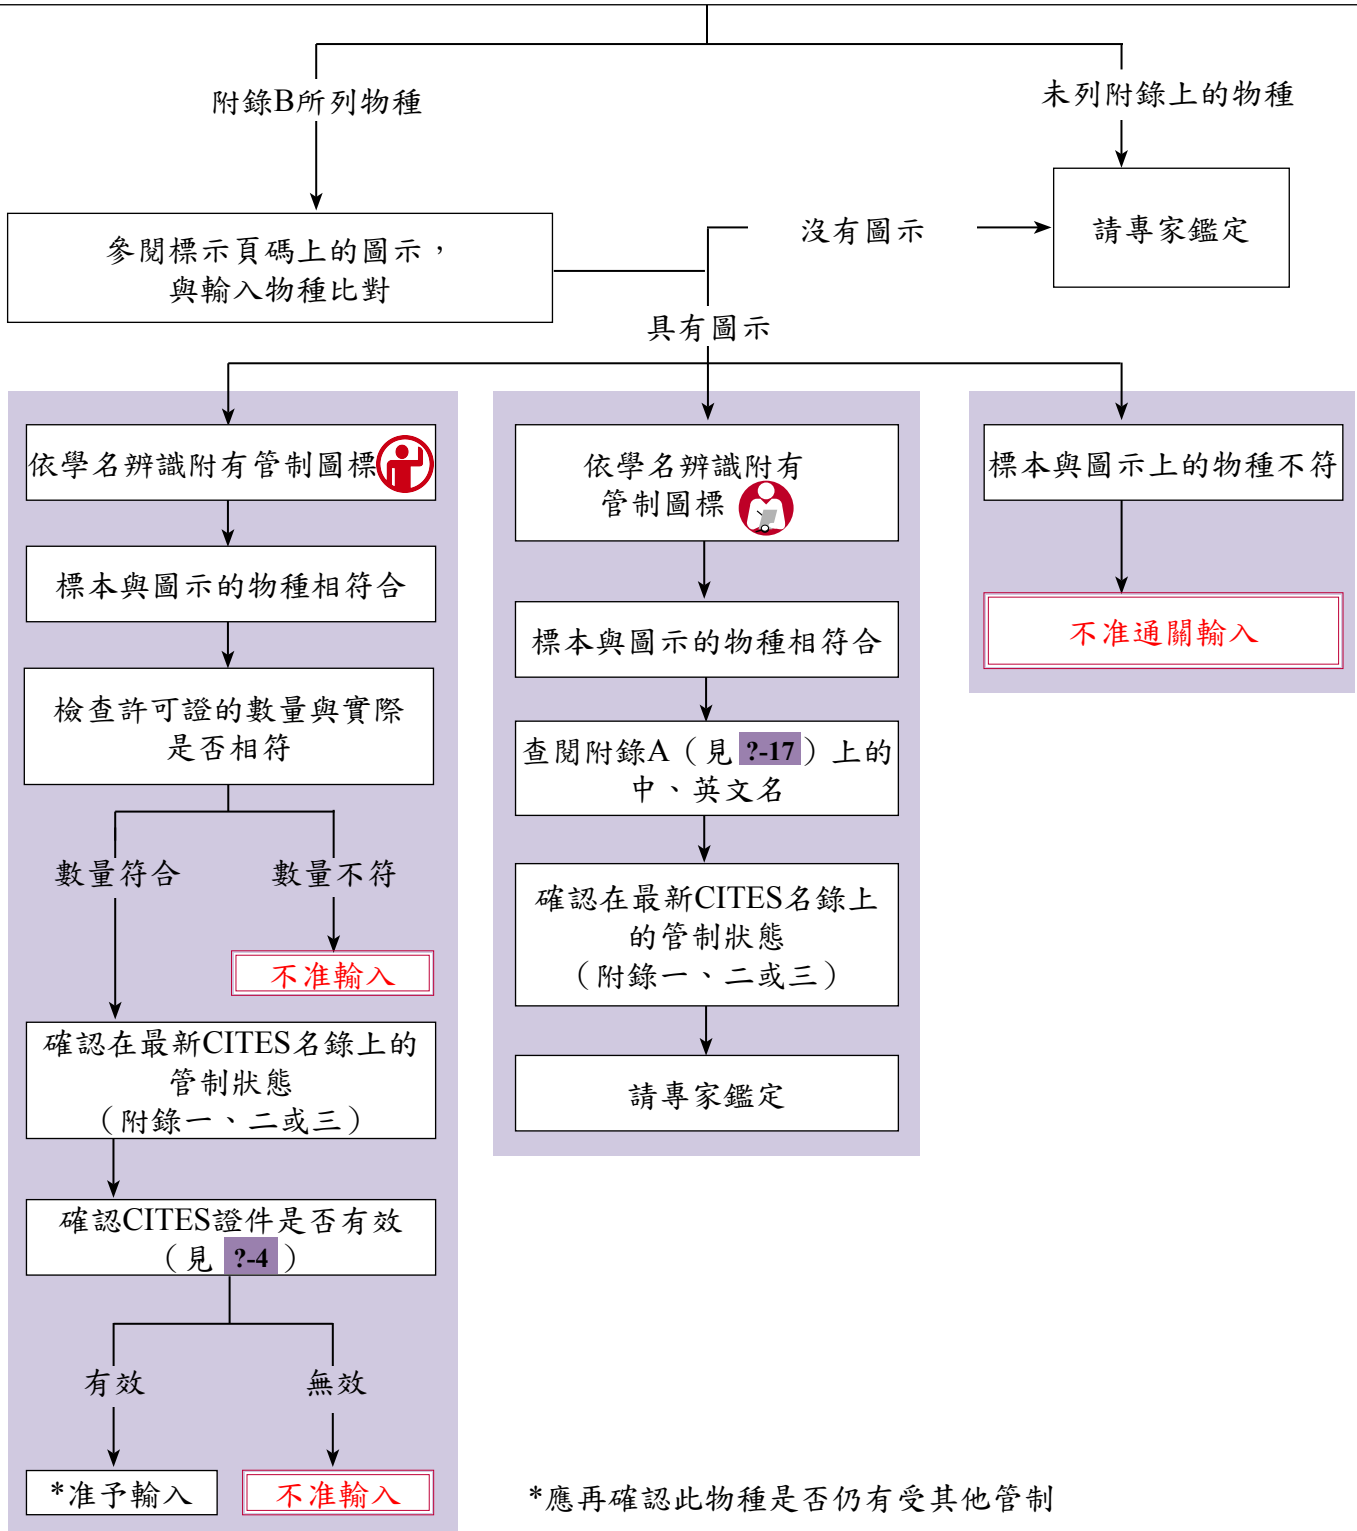 附錄B所列物種
未列附錄上的物種
參閱標示頁碼上的圖示，
與輸入物種比對
沒有圖示
請專家鑑定
具有圖示
依學名辨識附有管制圖標
標本與圖示的物種相符合
檢查許可證的數量與實際
是否相符
數量符合
數量不符
不准輸入
確認在最新CITES名錄上的
管制狀態
（附錄一、二或三）
確認CITES證件是否有效
（見 ?-4 ）
有效
無效
*准予輸入
不准輸入
依學名辨識附有
管制圖標
標本與圖示的物種相符合
查閱附錄A（見 ?-17 ）上的
中、英文名
確認在最新CITES名錄上
的管制狀態
（附錄一、二或三）
請專家鑑定
標本與圖示上的物種不符
不准通關輸入
*應再確認此物種是否仍有受其他管制